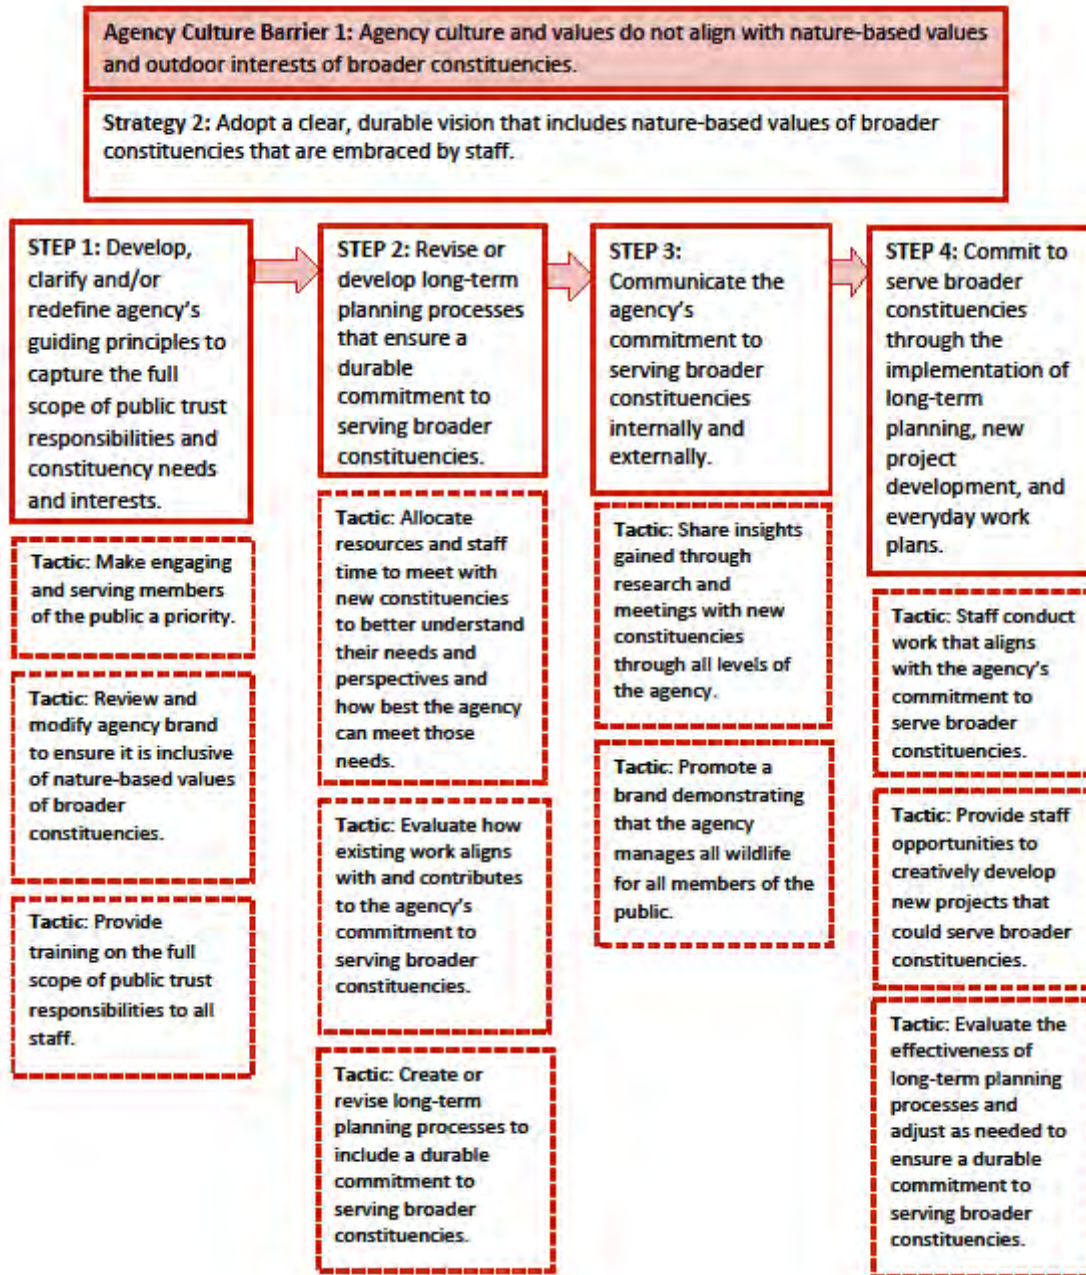 Agency Culture Barrier 1: Agency culture and values do not align with nature-based values
and outdoor interests of broader constituencies.
Strategy 2: Adopt a clear, durable vision that includes nature-based values of broader
constituencies that are embraced by staff.
STEP 1: Develop,
clarify and/or
redefine agency's
guiding principles to
capture the full
scope of public trust
responsibilities and
constituency needs
and interests.
Tactic: Make engaging
and serving members
of the public a priority.
Tactic: Review and
modify agency brand
to ensure it is inclusive
of nature-based values
of broader
constituencies.
Tactic: Provide
training on the full
scope of public trust
responsibilities to all
staff.
STEP 2: Revise or
develop long-term
planning processes
that ensure a
durable
commitment to
serving broader
constituencies.
Tactic: Allocate
resources and staff
time to meet with
new constituencies
to better understand
their needs and
perspectives and
how best the agency
can meet those
needs.
Tactic: Evaluate how
existing work aligns
with and contributes
to the agency's
commitment to
serving broader
constituencies.
Tactic: Create or
revise long-term
planning processes to
include a durable
commitment to
serving broader
constituencies.
STEP 3:
Communicate the
agency's
commitment to
serving broader
constituencies
internally and
externally.
Tactic: Share insights
gained through
research and
meetings with new
constituencies
through all levels of
the agency.
Tactic: Promote a
brand demonstrating
that the agency
manages all wildlife
for all members of the
public.
STEP 4: Commit to
serve broader
constituencies
through the
implementation of
long-term
planning, new
project
development, and
everyday work
plans.
Tactic: Staff conduct
work that aligns
with the agency's
commitment to
serve broader
constituencies.
Tactic: Provide staff
opportunities to
creatively develop
new projects that
could serve broader
constituencies.
Tactic: Evaluate the
effectiveness of
long-term planning
processes and
adjust as needed to
ensure a durable
commitment to
serving broader
constituencies.